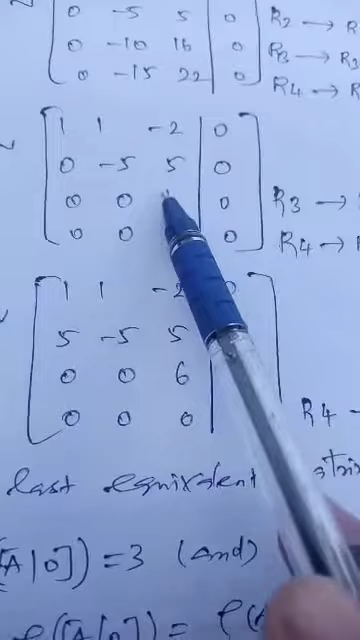 0 -5 5 | 0 R2 → R
0 -10 16 | 0 R3 → R3
0 -15 22 | 0 R4 → R
~ 1 1 -2 | 0
0 -5 5 | 0
0 0 | 0 R3 →
0 0 | 0 R4 → R
~ 1 1 -2 | 0
5 -5 5
0 0 6
0 0 0 R4 -
last equivalent
[A|0]) = 3 (and)
ρ([A|0]) = ρ(A